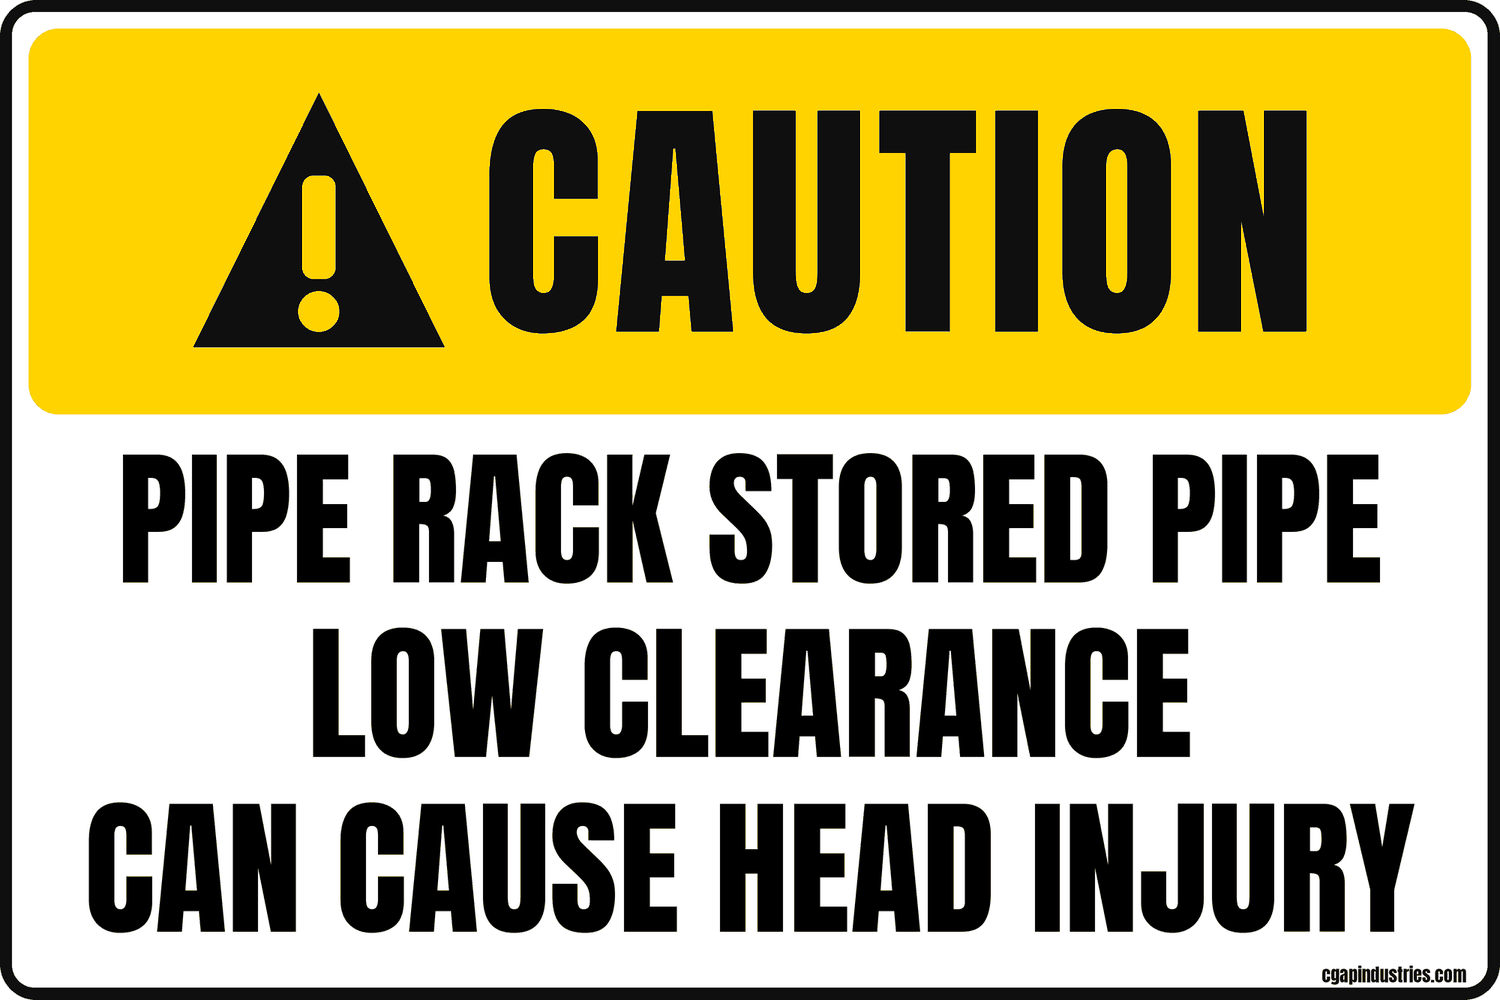 CAUTION
PIPE RACK STORED PIPE
LOW CLEARANCE
CAN CAUSE HEAD INJURY
cgapindustries.com